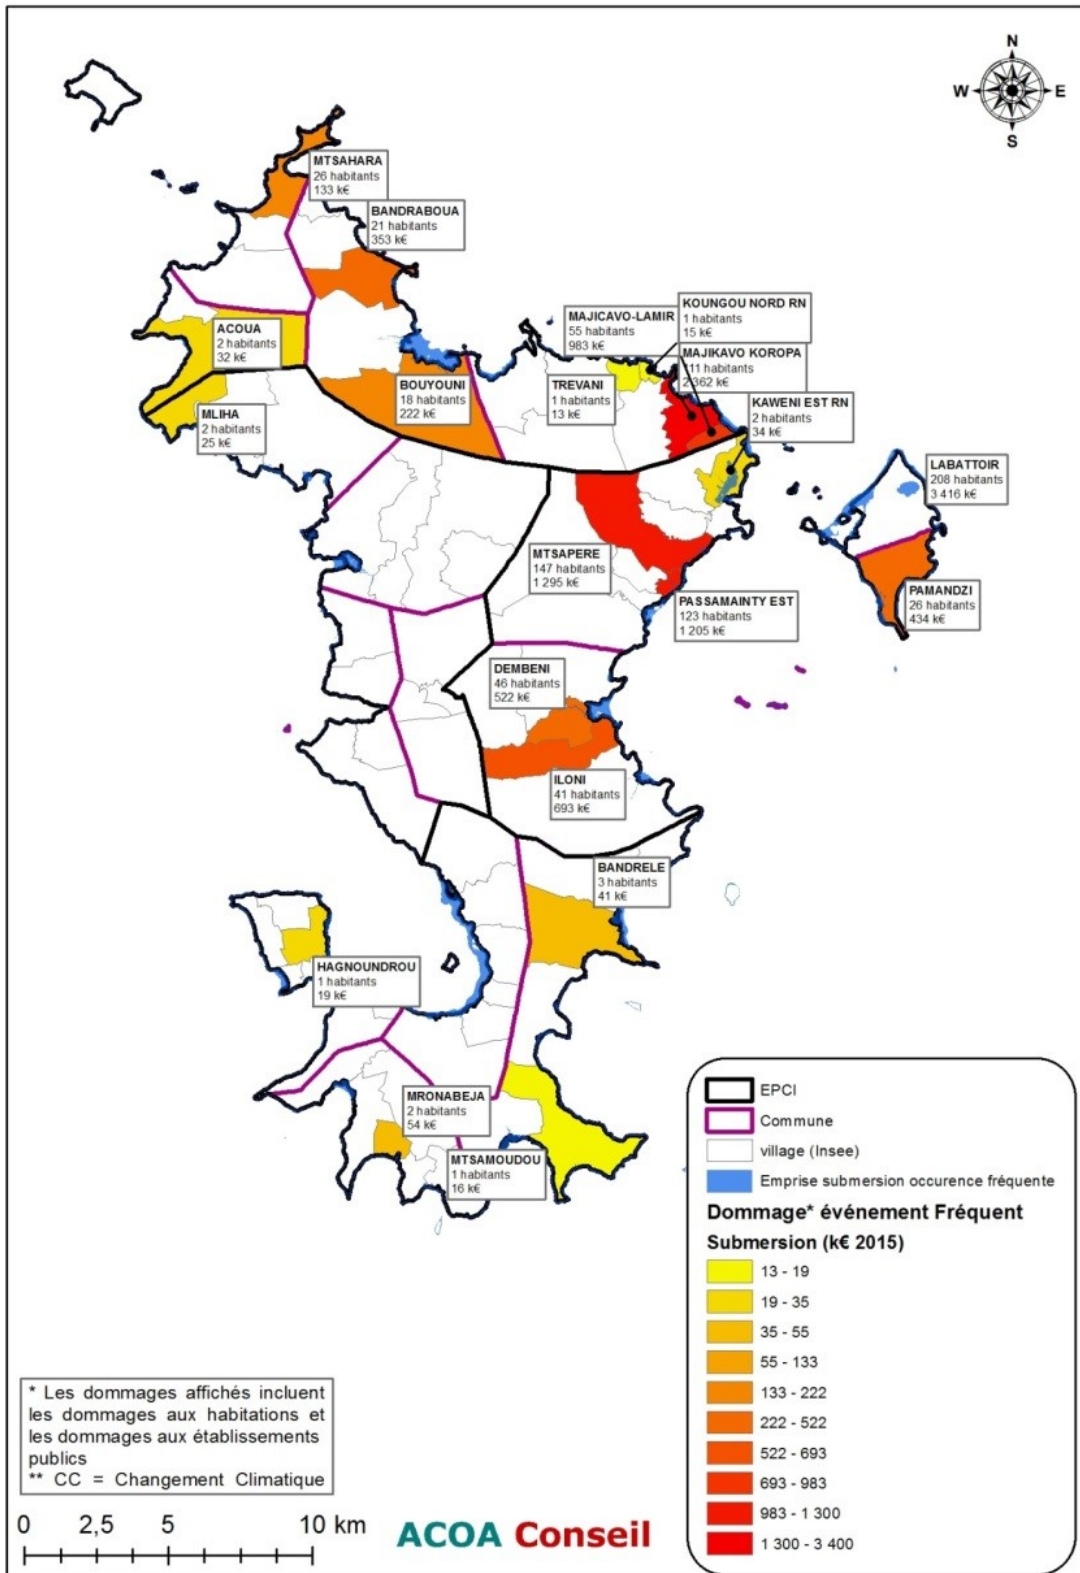 N
W
E
S
MTSAHARA
26 habitants
133 k€
BANDRABOUA
21 habitants
353 k€
ACOUA
2 habitants
32 k€
MLIHA
2 habitants
25 k€
BOUYOUNI
18 habitants
222 k€
MAJICAVO-LAMIR
55 habitants
983 k€
KOUNGOU NORD RN
1 habitants
15 k€
TREVANI
1 habitants
13 k€
MAJIKAVO KOROPA
111 habitants
2 362 k€
KAWENI EST RN
2 habitants
34 k€
LABATTOIR
208 habitants
3 416 k€
MTSAPERE
147 habitants
1 295 k€
PASSAMAINTY EST
123 habitants
1 205 k€
PAMANDZI
26 habitants
434 k€
DEMBENI
46 habitants
522 k€
ILONI
41 habitants
693 k€
BANDRELE
3 habitants
41 k€
HAGNOUNDROU
1 habitants
19 k€
MRONABEJA
2 habitants
54 k€
MTSAMOUDOU
1 habitants
16 k€
EPCI
Commune
village (Insee)
Emprise submersion occurence fréquente
Dommage* événement Fréquent
Submersion (k€ 2015)
13 - 19
19 - 35
35 - 55
55 - 133
133 - 222
222 - 522
522 - 693
693 - 983
983 - 1 300
1 300 - 3 400
* Les dommages affichés incluent
les dommages aux habitations et
les dommages aux établissements
publics
** CC = Changement Climatique
0 2,5 5 10 km
ACOA Conseil